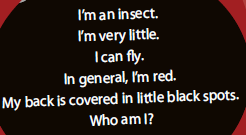 I'm an insect.
I'm very little.
I can fly.
In general, I'm red.
My back is covered in little black spots.
Who am I?